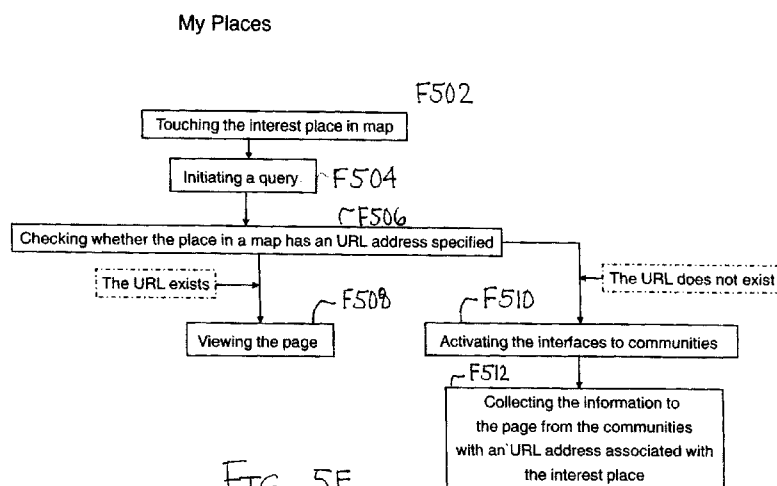 My Places
F502
Touching the interest place in map
Initiating a query
F504
F506
Checking whether the place in a map has an URL address specified
The URL exists
The URL does not exist
F508
F510
Viewing the page
Activating the interfaces to communities
F512
Collecting the information to
the page from the communities
with an URL address associated with
the interest place
FIG 5F